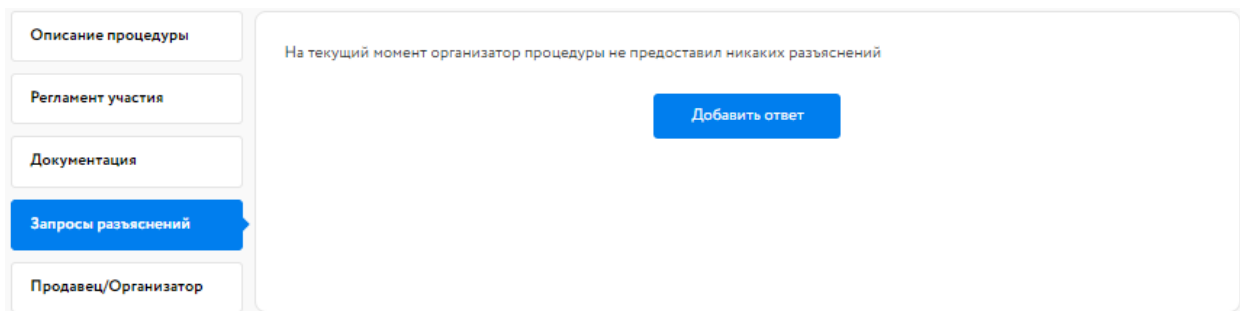 Описание процедуры
Регламент участия
Документация
Запросы разъяснений
Продавец/Организатор
На текущий момент организатор процедуры не предоставил никаких разъяснений
Добавить ответ